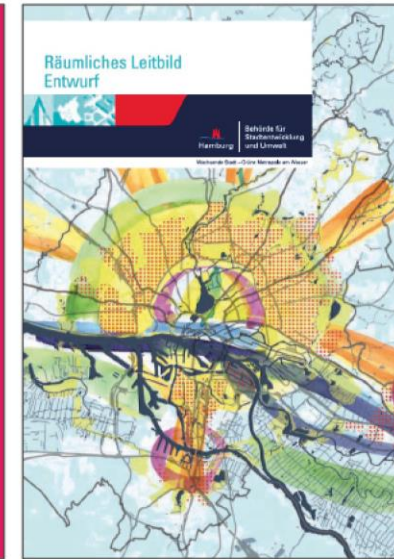 Räumliches Leitbild
Entwurf
Hamburg
Behörde für
Stadtentwicklung
und Umwelt
Wachsende Stadt – Grüne Metropole am Wasser